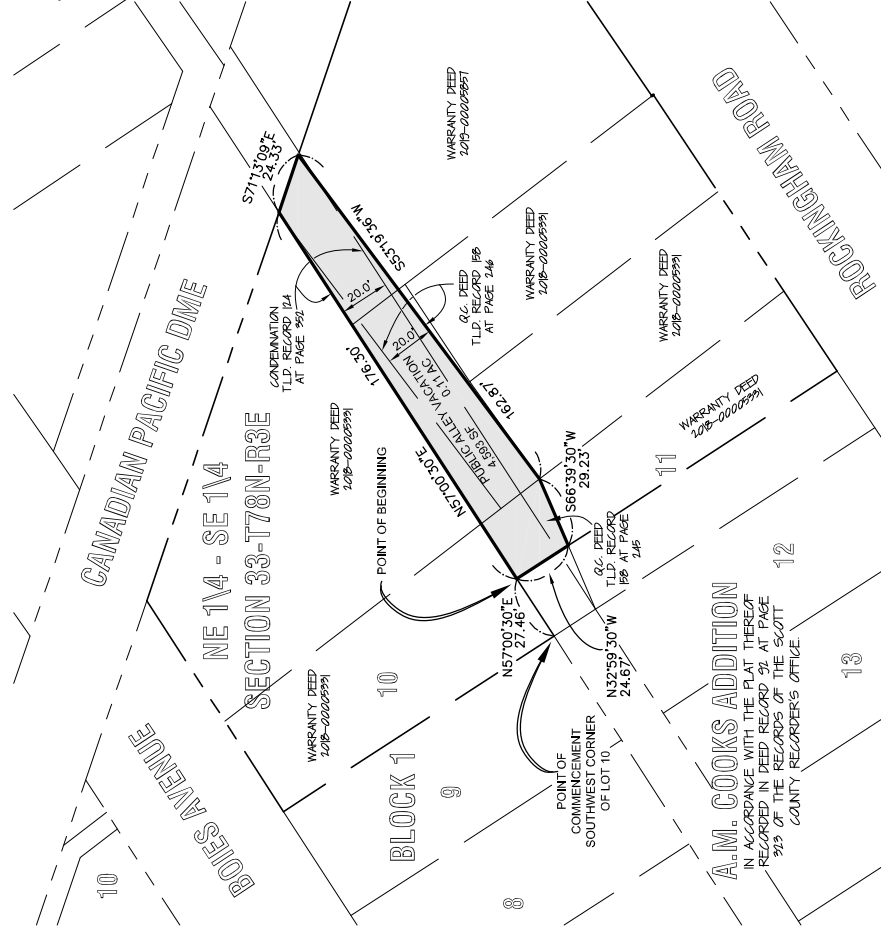 CANADIAN PACIFIC DME
ROCKINGHAM ROAD
BOIES AVENUE
NE 1\4 - SE 1\4
SECTION 33-T78N-R3E
S71°13'09"E
24.33'
WARRANTY DEED
2019-00005857
CONDEMNATION
T.L.D. RECORD 124
AT PAGE 352
20.0'
S53°19'36"W
Q.C. DEED
T.L.D. RECORD 158
AT PAGE 246
WARRANTY DEED
2018-00005331
WARRANTY DEED
2018-00005331
176.30'
20.0'
PUBLIC ALLEY VACATION
4,593 SF
0.11 AC
162.87'
N57°00'30"E
WARRANTY DEED
2018-00005331
WARRANTY DEED
2018-00005331
POINT OF BEGINNING
11
S66°39'30"W
29.23'
Q.C. DEED
T.L.D. RECORD
158 AT PAGE
245
12
N57°00'30"E
27.46'
N32°59'30"W
24.67'
WARRANTY DEED
2018-00005331
10
BLOCK 1
9
POINT OF
COMMENCEMENT
SOUTHWEST CORNER
OF LOT 10
13
10
8
A.M. COOKS ADDITION
IN ACCORDANCE WITH THE PLAT THEREOF
RECORDED IN DEED RECORD 92 AT PAGE
323 OF THE RECORDS OF THE SCOTT
COUNTY RECORDER'S OFFICE.